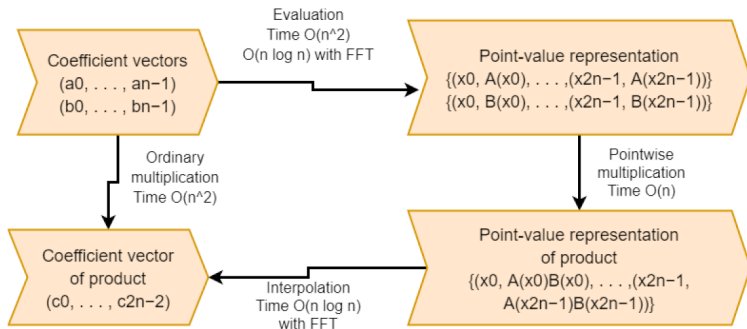 Evaluation
Time O(n^2)
O(n log n) with FFT
Coefficient vectors
(a0, . . . , an−1)
(b0, . . . , bn−1)
Point-value representation
{(x0, A(x0), . . . ,(x2n−1, A(x2n−1))}
{(x0, B(x0), . . . ,(x2n−1, B(x2n−1))}
Ordinary
multiplication
Time O(n^2)
Pointwise
multiplication
Time O(n)
Coefficient vector
of product
(c0, . . . , c2n−2)
Interpolation
Time O(n log n)
with FFT
Point-value representation
of product
{(x0, A(x0)B(x0), . . . ,(x2n−1,
A(x2n−1)B(x2n−1))}